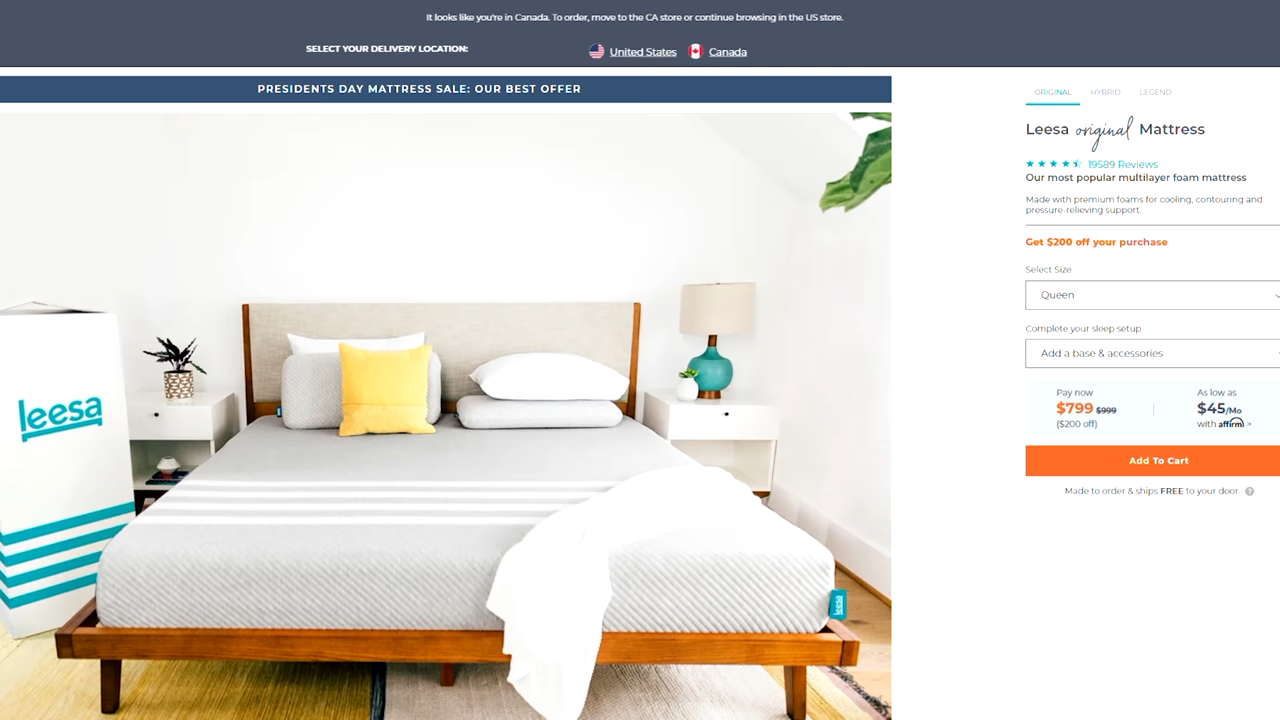 It looks like you're in Canada. To order, move to the CA store or continue browsing in the US store.
SELECT YOUR DELIVERY LOCATION:
United States
Canada
PRESIDENTS DAY MATTRESS SALE: OUR BEST OFFER
leesa
leesa
ORIGINAL
HYBRID
LEGEND
Leesa original Mattress
19589 Reviews
Our most popular multilayer foam mattress
Made with premium foams for cooling, contouring and
pressure-relieving support.
Get $200 off your purchase
Select Size
Queen
Complete your sleep setup
Add a base & accessories
Pay now
$799 $999
($200 off)
As low as
$45/Mo
with affirm >
Add To Cart
Made to order & ships FREE to your door. ?